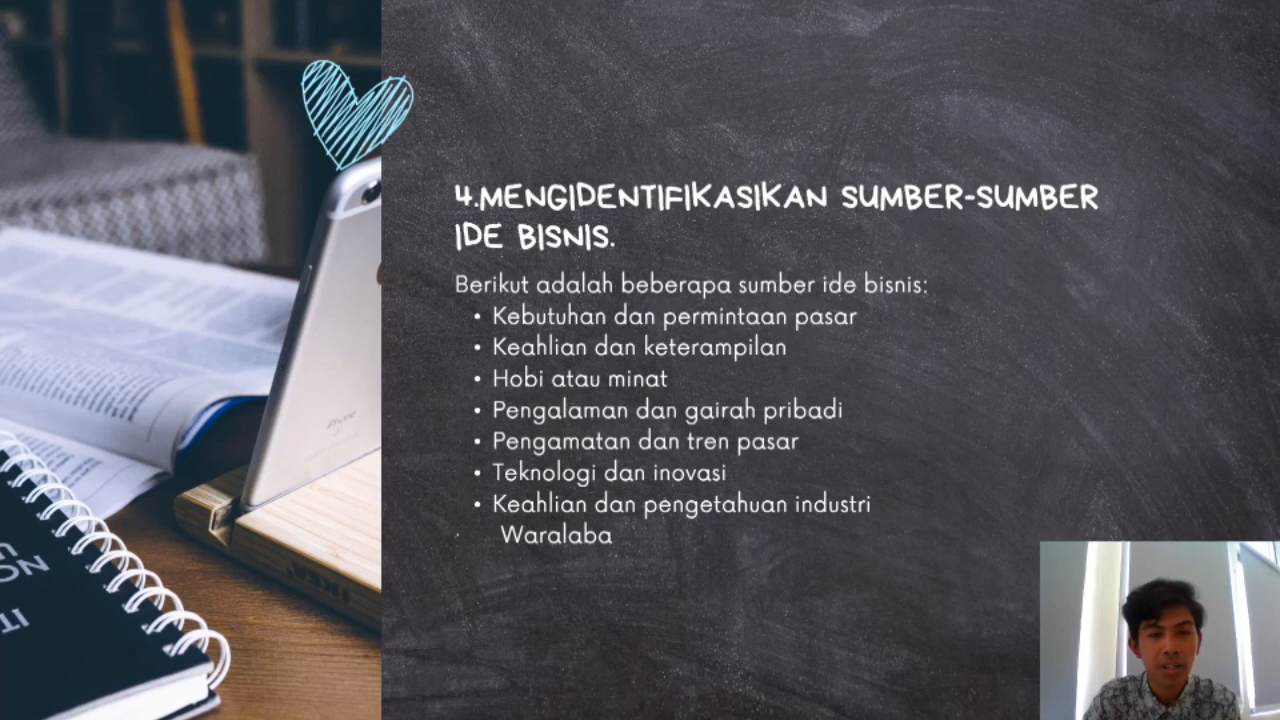 4.MENGIDENTIFIKASIKAN SUMBER-SUMBER
IDE BISNIS.
Berikut adalah beberapa sumber ide bisnis:
• Kebutuhan dan permintaan pasar
• Keahlian dan keterampilan
• Hobi atau minat
• Pengalaman dan gairah pribadi
• Pengamatan dan tren pasar
• Teknologi dan inovasi
• Keahlian dan pengetahuan industri
Waralaba
iPhone
IKEA